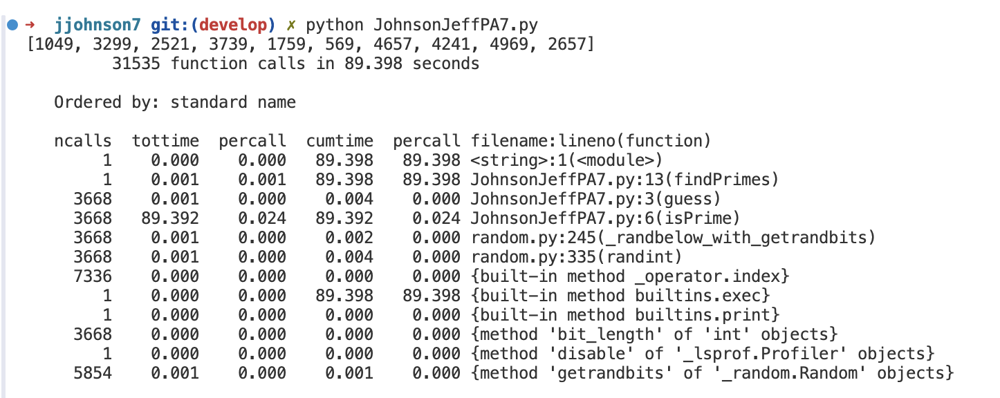 ➜ jjohnson7 git:(develop) ✗ python JohnsonJeffPA7.py
[1049, 3299, 2521, 3739, 1759, 569, 4657, 4241, 4969, 2657]
31535 function calls in 89.398 seconds
Ordered by: standard name
ncalls tottime percall cumtime percall filename:lineno(function)
1 0.000 0.000 89.398 89.398 <string>:1(<module>)
1 0.001 0.001 89.398 89.398 JohnsonJeffPA7.py:13(findPrimes)
3668 0.001 0.000 0.004 0.000 JohnsonJeffPA7.py:3(guess)
3668 89.392 0.024 89.392 0.024 JohnsonJeffPA7.py:6(isPrime)
3668 0.001 0.000 0.002 0.000 random.py:245(_randbelow_with_getrandbits)
3668 0.001 0.000 0.004 0.000 random.py:335(randint)
7336 0.000 0.000 0.000 0.000 {built-in method _operator.index}
1 0.000 0.000 89.398 89.398 {built-in method builtins.exec}
1 0.000 0.000 0.000 0.000 {built-in method builtins.print}
3668 0.000 0.000 0.000 0.000 {method 'bit_length' of 'int' objects}
1 0.000 0.000 0.000 0.000 {method 'disable' of '_lsprof.Profiler' objects}
5854 0.001 0.000 0.001 0.000 {method 'getrandbits' of '_random.Random' objects}